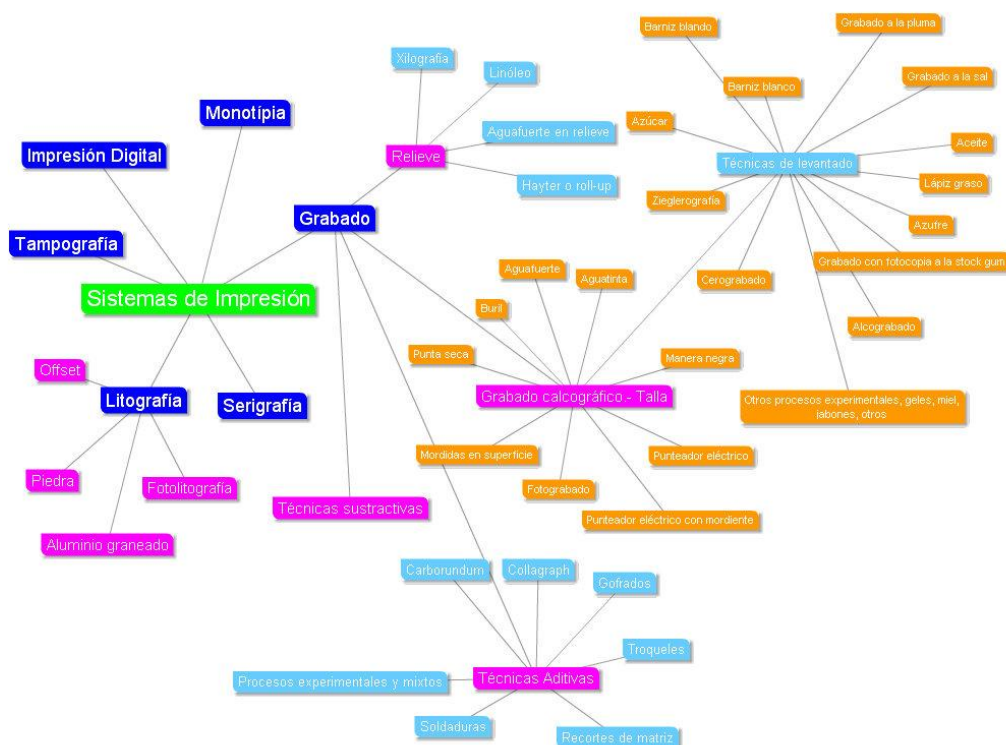 Barniz blando
Grabado a la pluma
Xilografía
Linóleo
Grabado a la sal
Barniz blanco
Monotípia
Azúcar
Aguafuerte en relieve
Aceite
Impresión Digital
Relieve
Técnicas de levantado
Hayter o roll-up
Lápiz graso
Zieglerografía
Grabado
Azufre
Tampografía
Grabado con fotocopia a la stock gum
Aguafuerte
Aguatinta
Cerograbado
Sistemas de Impresión
Buril
Alcograbado
Punta seca
Manera negra
Offset
Litografía
Serigrafía
Grabado calcográfico - Talla
Otros procesos experimentales, geles, miel,
jabones, otros
Mordidas en superficie
Punteador eléctrico
Piedra
Fotolitografía
Fotograbado
Técnicas sustractivas
Punteador eléctrico con mordiente
Aluminio graneado
Carborundum
Collagraph
Gofrados
Troqueles
Procesos experimentales y mixtos
Técnicas Aditivas
Soldaduras
Recortes de matriz